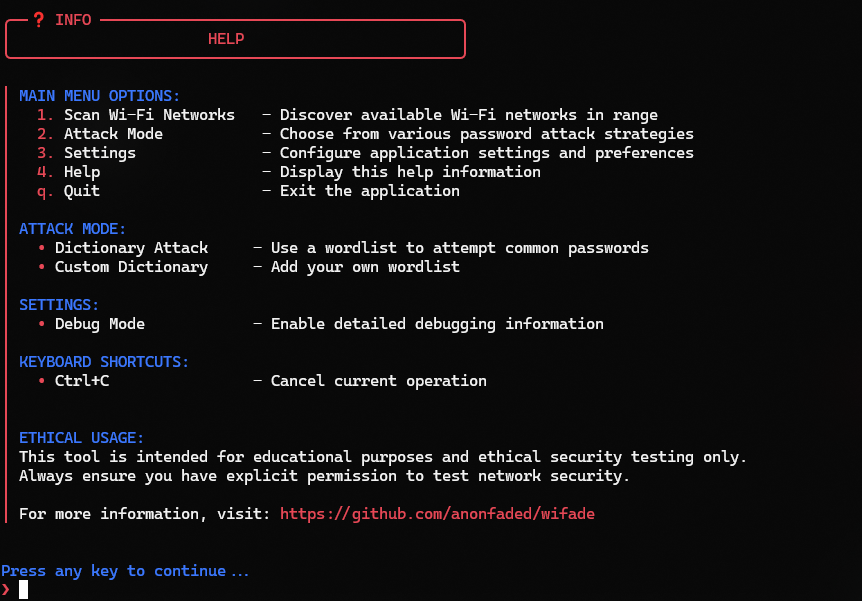 ? INFO
HELP
MAIN MENU OPTIONS:
1. Scan Wi-Fi Networks - Discover available Wi-Fi networks in range
2. Attack Mode - Choose from various password attack strategies
3. Settings - Configure application settings and preferences
4. Help - Display this help information
q. Quit - Exit the application
ATTACK MODE:
• Dictionary Attack - Use a wordlist to attempt common passwords
• Custom Dictionary - Add your own wordlist
SETTINGS:
• Debug Mode - Enable detailed debugging information
KEYBOARD SHORTCUTS:
• Ctrl+C - Cancel current operation
ETHICAL USAGE:
This tool is intended for educational purposes and ethical security testing only.
Always ensure you have explicit permission to test network security.
For more information, visit: https://github.com/anonfaded/wifade
Press any key to continue...
❯